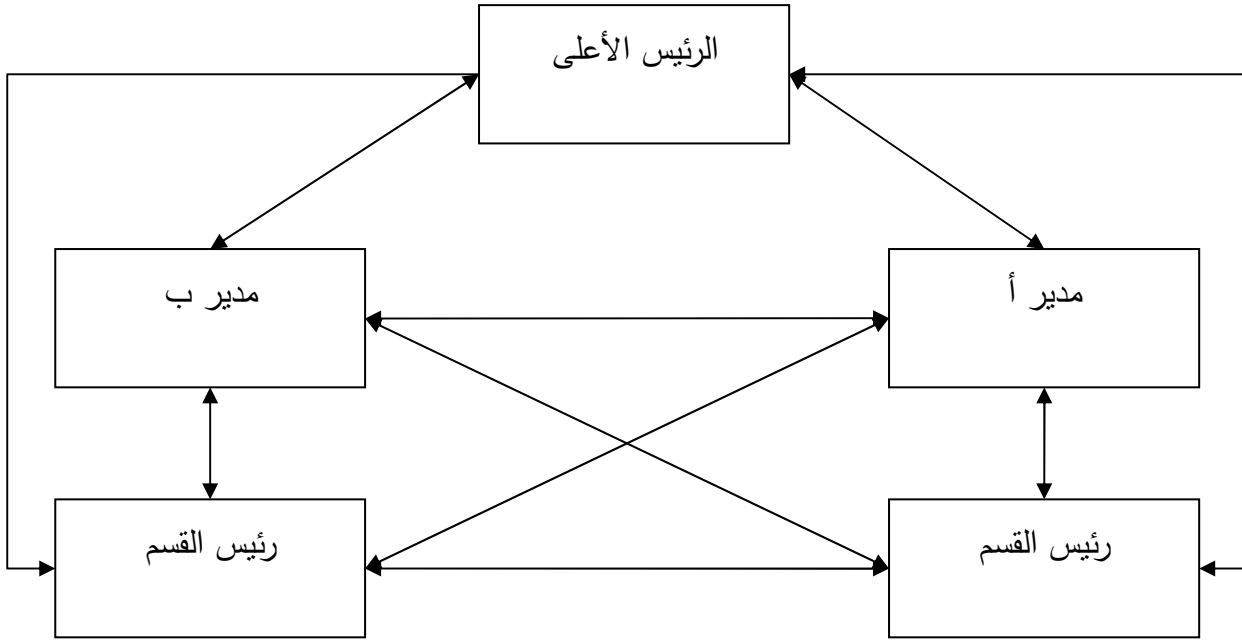 الرئيس الأعلى
مدير أ
مدير ب
رئيس القسم
رئيس القسم